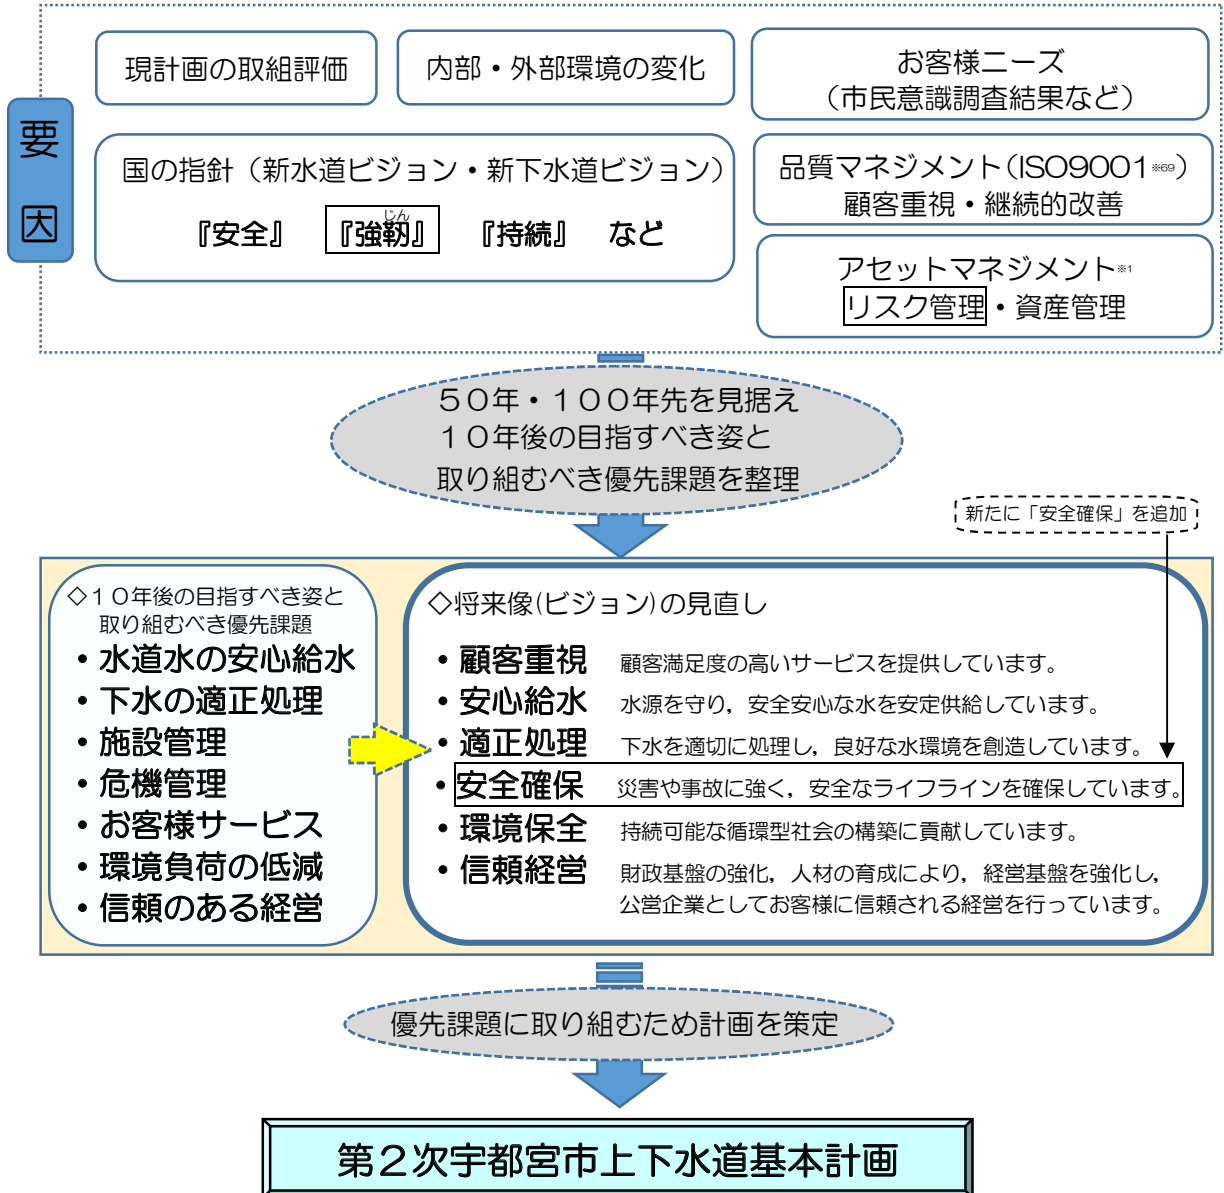 要因
現計画の取組評価
内部・外部環境の変化
お客様ニーズ
（市民意識調査結果など）
国の指針（新水道ビジョン・新下水道ビジョン）
『安全』 『強靭』 『持続』 など
じん
品質マネジメント（ISO9001※69）
顧客重視・継続的改善
アセットマネジメント※1
リスク管理・資産管理
５０年・１００年先を見据え
１０年後の目指すべき姿と
取り組むべき優先課題を整理
新たに「安全確保」を追加
◇１０年後の目指すべき姿と
取り組むべき優先課題
・水道水の安心給水
・下水の適正処理
・施設管理
・危機管理
・お客様サービス
・環境負荷の低減
・信頼のある経営
◇将来像(ビジョン)の見直し
・顧客重視 顧客満足度の高いサービスを提供しています。
・安心給水 水源を守り，安全安心な水を安定供給しています。
・適正処理 下水を適切に処理し，良好な水環境を創造しています。
・安全確保 災害や事故に強く，安全なライフラインを確保しています。
・環境保全 持続可能な循環型社会の構築に貢献しています。
・信頼経営 財政基盤の強化，人材の育成により，経営基盤を強化し，
公営企業としてお客様に信頼される経営を行っています。
優先課題に取り組むため計画を策定
第２次宇都宮市上下水道基本計画